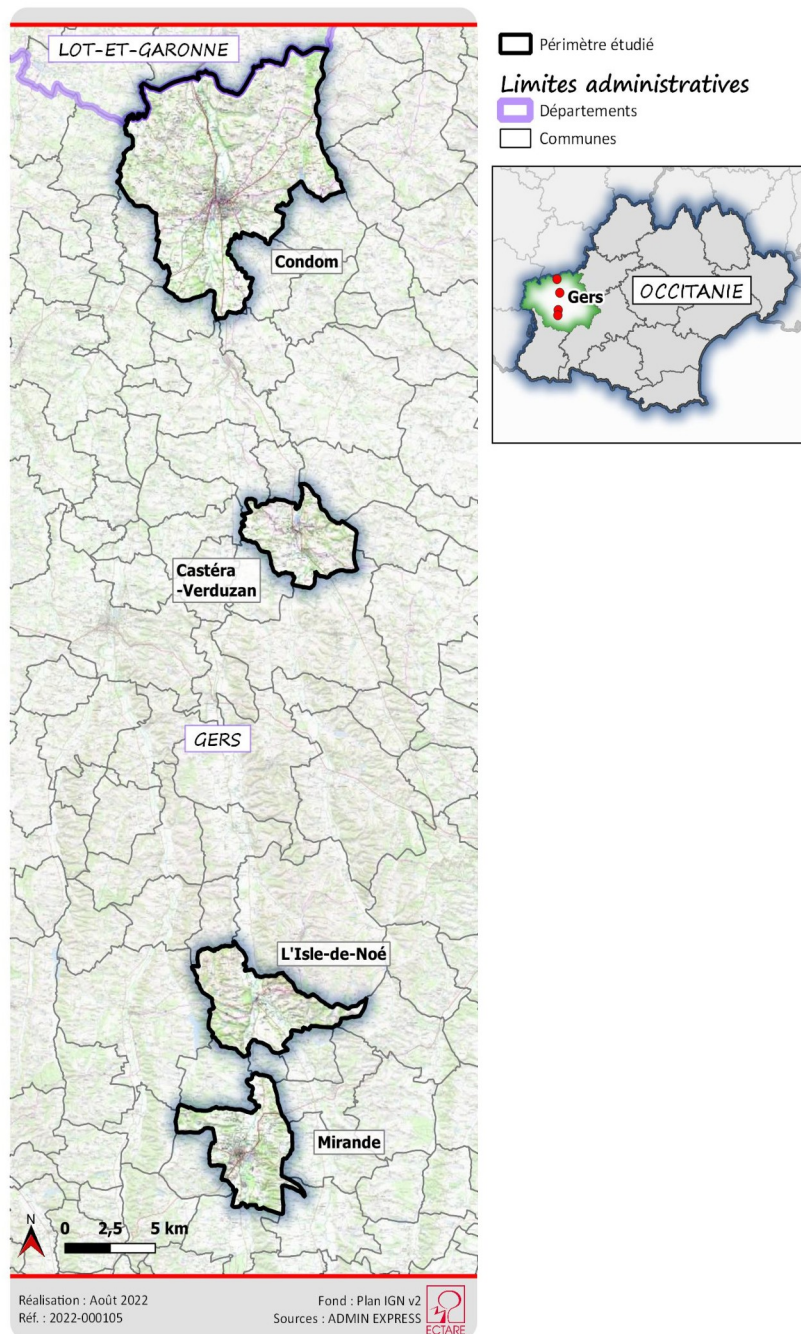 LOT-ET-GARONNE
Condom
Castéra
-Verduzan
GERS
L'Isle-de-Noé
Mirande
N
0 2,5 5 km
Réalisation : Août 2022
Réf. : 2022-000105
Fond : Plan IGN v2
Sources : ADMIN EXPRESS
ECTARE
Périmètre étudié
Limites administratives
Départements
Communes
Gers
OCCITANIE